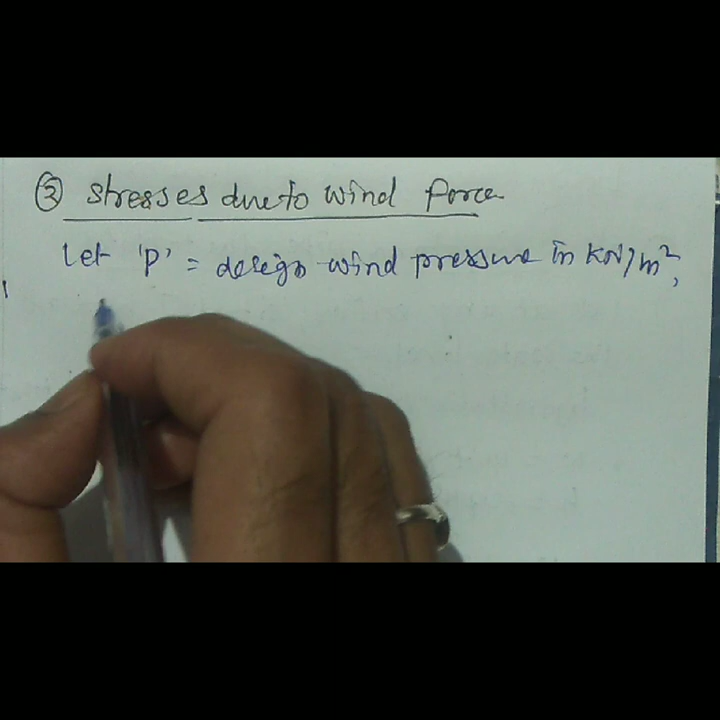 ② Stresses due to wind force
Let 'P' = design wind pressure in KN/m²,